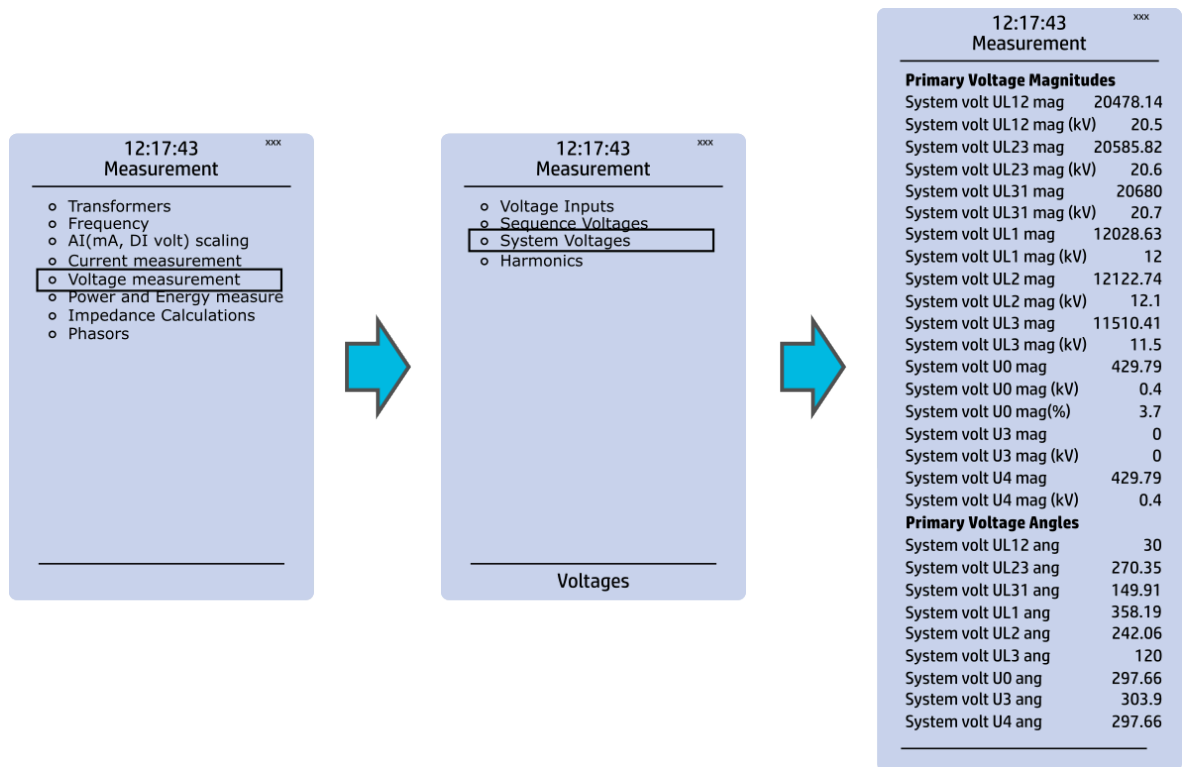 12:17:43 xxx
Measurement
Transformers
Frequency
AI(mA, DI volt) scaling
Current measurement
Voltage measurement
Power and Energy measure
Impedance Calculations
Phasors
12:17:43 xxx
Measurement
Voltage Inputs
Sequence Voltages
System Voltages
Harmonics
Voltages
12:17:43 xxx
Measurement
Primary Voltage Magnitudes
System volt UL12 mag 20478.14
System volt UL12 mag (kV) 20.5
System volt UL23 mag 20585.82
System volt UL23 mag (kV) 20.6
System volt UL31 mag 20680
System volt UL31 mag (kV) 20.7
System volt UL1 mag 12028.63
System volt UL1 mag (kV) 12
System volt UL2 mag 12122.74
System volt UL2 mag (kV) 12.1
System volt UL3 mag 11510.41
System volt UL3 mag (kV) 11.5
System volt U0 mag 429.79
System volt U0 mag (kV) 0.4
System volt U0 mag(%) 3.7
System volt U3 mag 0
System volt U3 mag (kV) 0
System volt U4 mag 429.79
System volt U4 mag (kV) 0.4
Primary Voltage Angles
System volt UL12 ang 30
System volt UL23 ang 270.35
System volt UL31 ang 149.91
System volt UL1 ang 358.19
System volt UL2 ang 242.06
System volt UL3 ang 120
System volt U0 ang 297.66
System volt U3 ang 303.9
System volt U4 ang 297.66